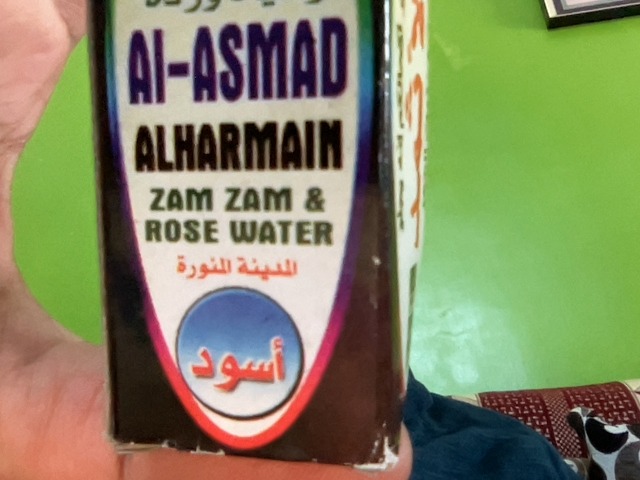 Al-ASMAD
ALHARMAIN
ZAM ZAM &
ROSE WATER
المدينة المنورة
أسود